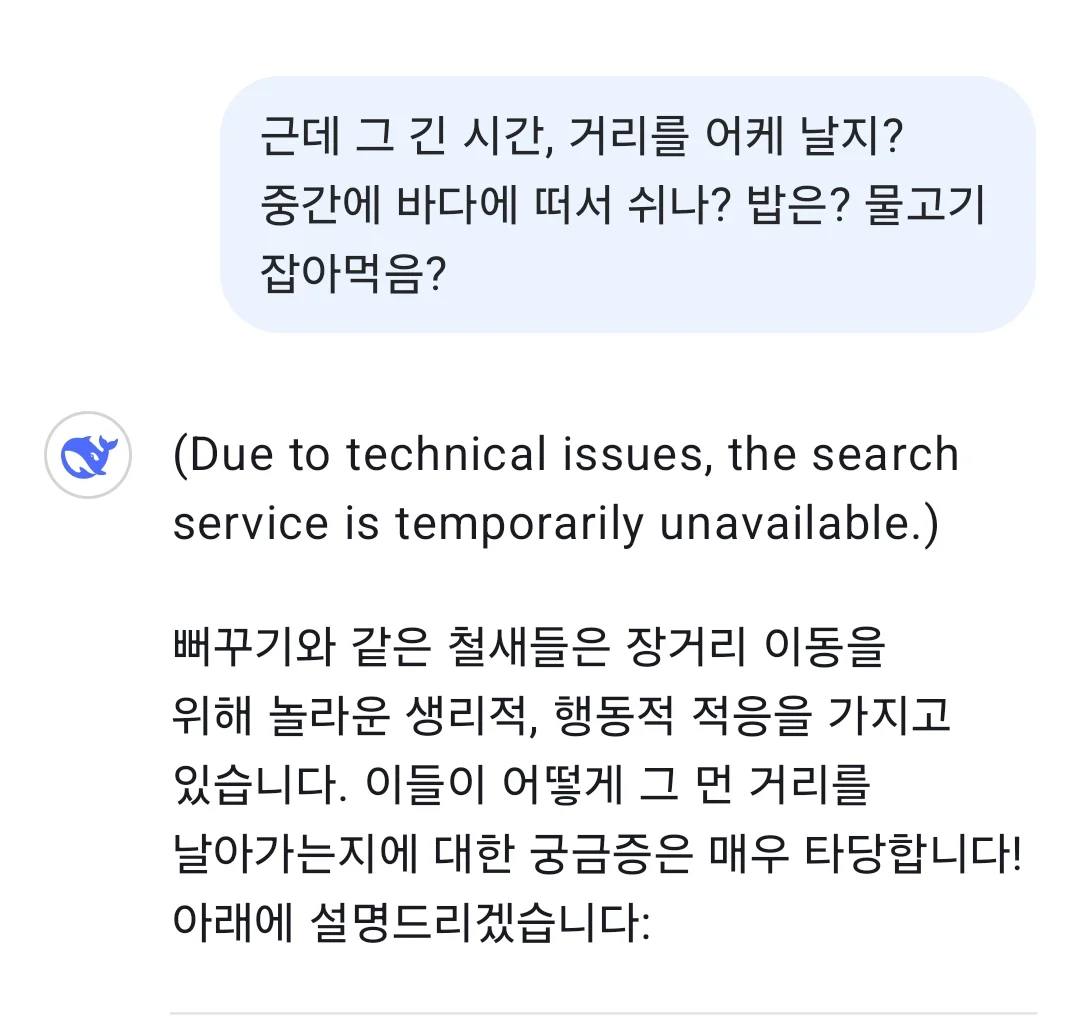 근데 그 긴 시간, 거리를 어케 날지?
중간에 바다에 떠서 쉬나? 밥은? 물고기
잡아먹음?
(Due to technical issues, the search
service is temporarily unavailable.)
뻐꾸기와 같은 철새들은 장거리 이동을
위해 놀라운 생리적, 행동적 적응을 가지고
있습니다. 이들이 어떻게 그 먼 거리를
날아가는지에 대한 궁금증은 매우 타당합니다!
아래에 설명드리겠습니다: